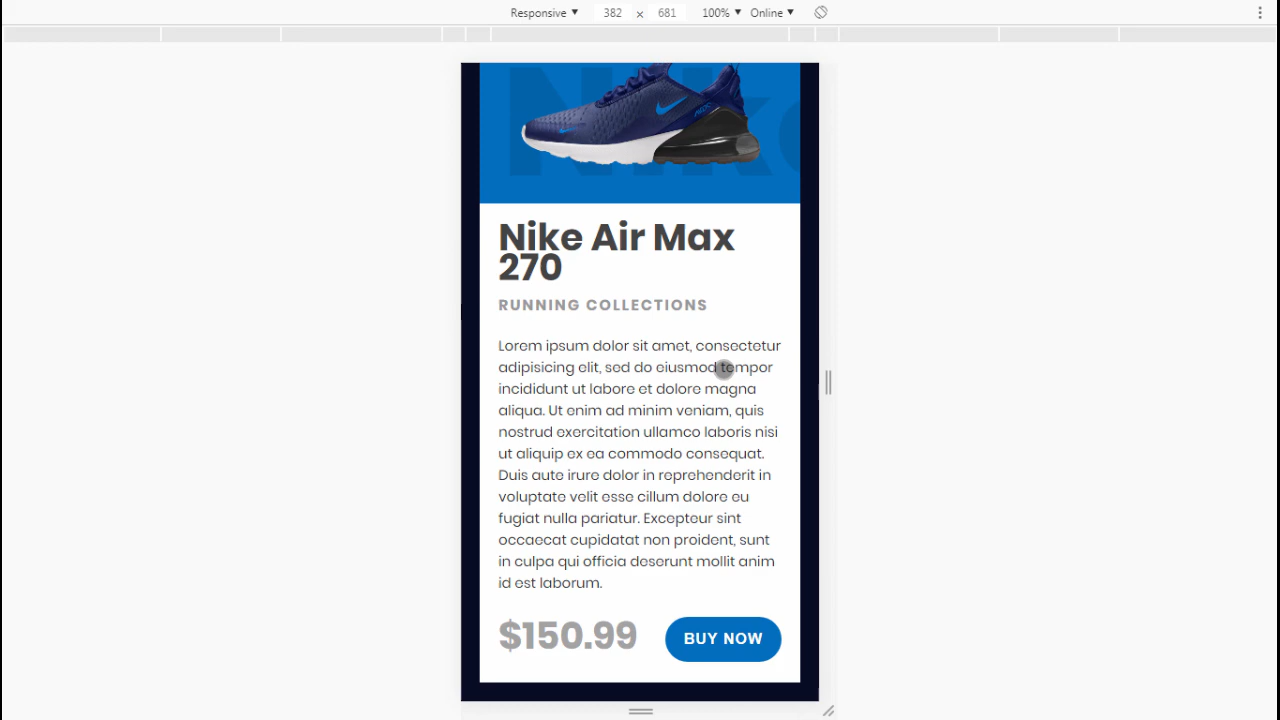 Responsive 382 x 681 100% Online
Nike
Nike Air Max
270
RUNNING COLLECTIONS
Lorem ipsum dolor sit amet, consectetur
adipisicing elit, sed do eiusmod tempor
incididunt ut labore et dolore magna
aliqua. Ut enim ad minim veniam, quis
nostrud exercitation ullamco laboris nisi
ut aliquip ex ea commodo consequat.
Duis aute irure dolor in reprehenderit in
voluptate velit esse cillum dolore eu
fugiat nulla pariatur. Excepteur sint
occaecat cupidatat non proident, sunt
in culpa qui officia deserunt mollit anim
id est laborum.
$150.99 BUY NOW